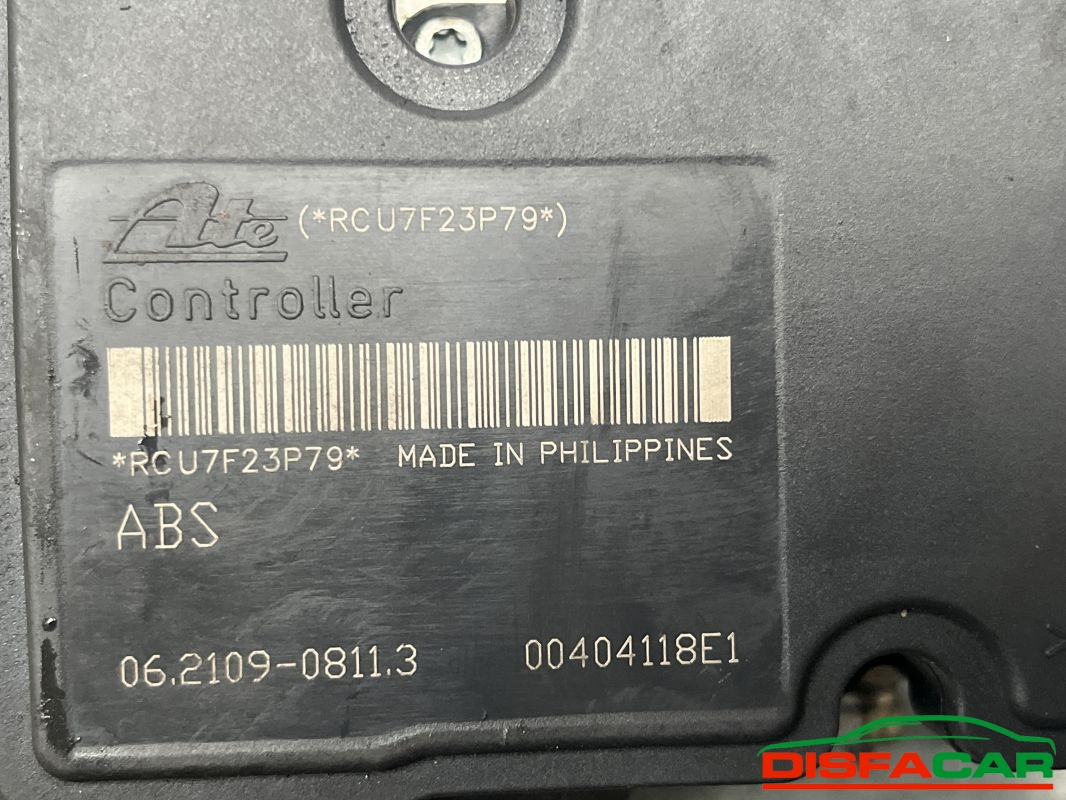 Ate (*RCU7F23P79*)
Controller
*RCU7F23P79* MADE IN PHILIPPINES
ABS
06.2109-0811.3 00404118E1
DISFACAR